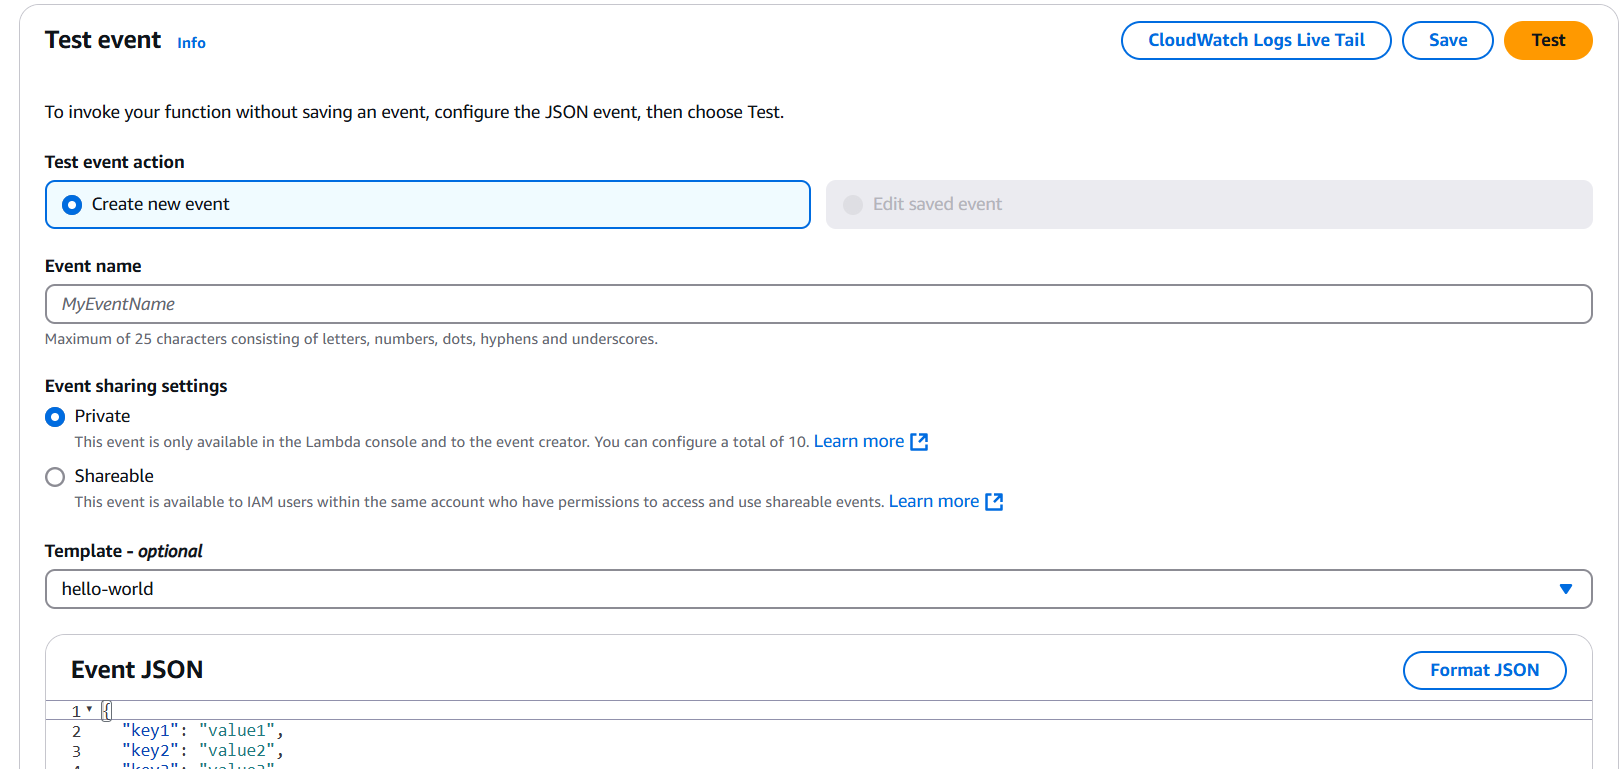 Test event Info CloudWatch Logs Live Tail Save Test
To invoke your function without saving an event, configure the JSON event, then choose Test.
Test event action
Create new event Edit saved event
Event name
MyEventName
Maximum of 25 characters consisting of letters, numbers, dots, hyphens and underscores.
Event sharing settings
Private
This event is only available in the Lambda console and to the event creator. You can configure a total of 10. Learn more
Shareable
This event is available to IAM users within the same account who have permissions to access and use shareable events. Learn more
Template - optional
hello-world
Event JSON Format JSON
1 {
2 "key1": "value1",
3 "key2": "value2",